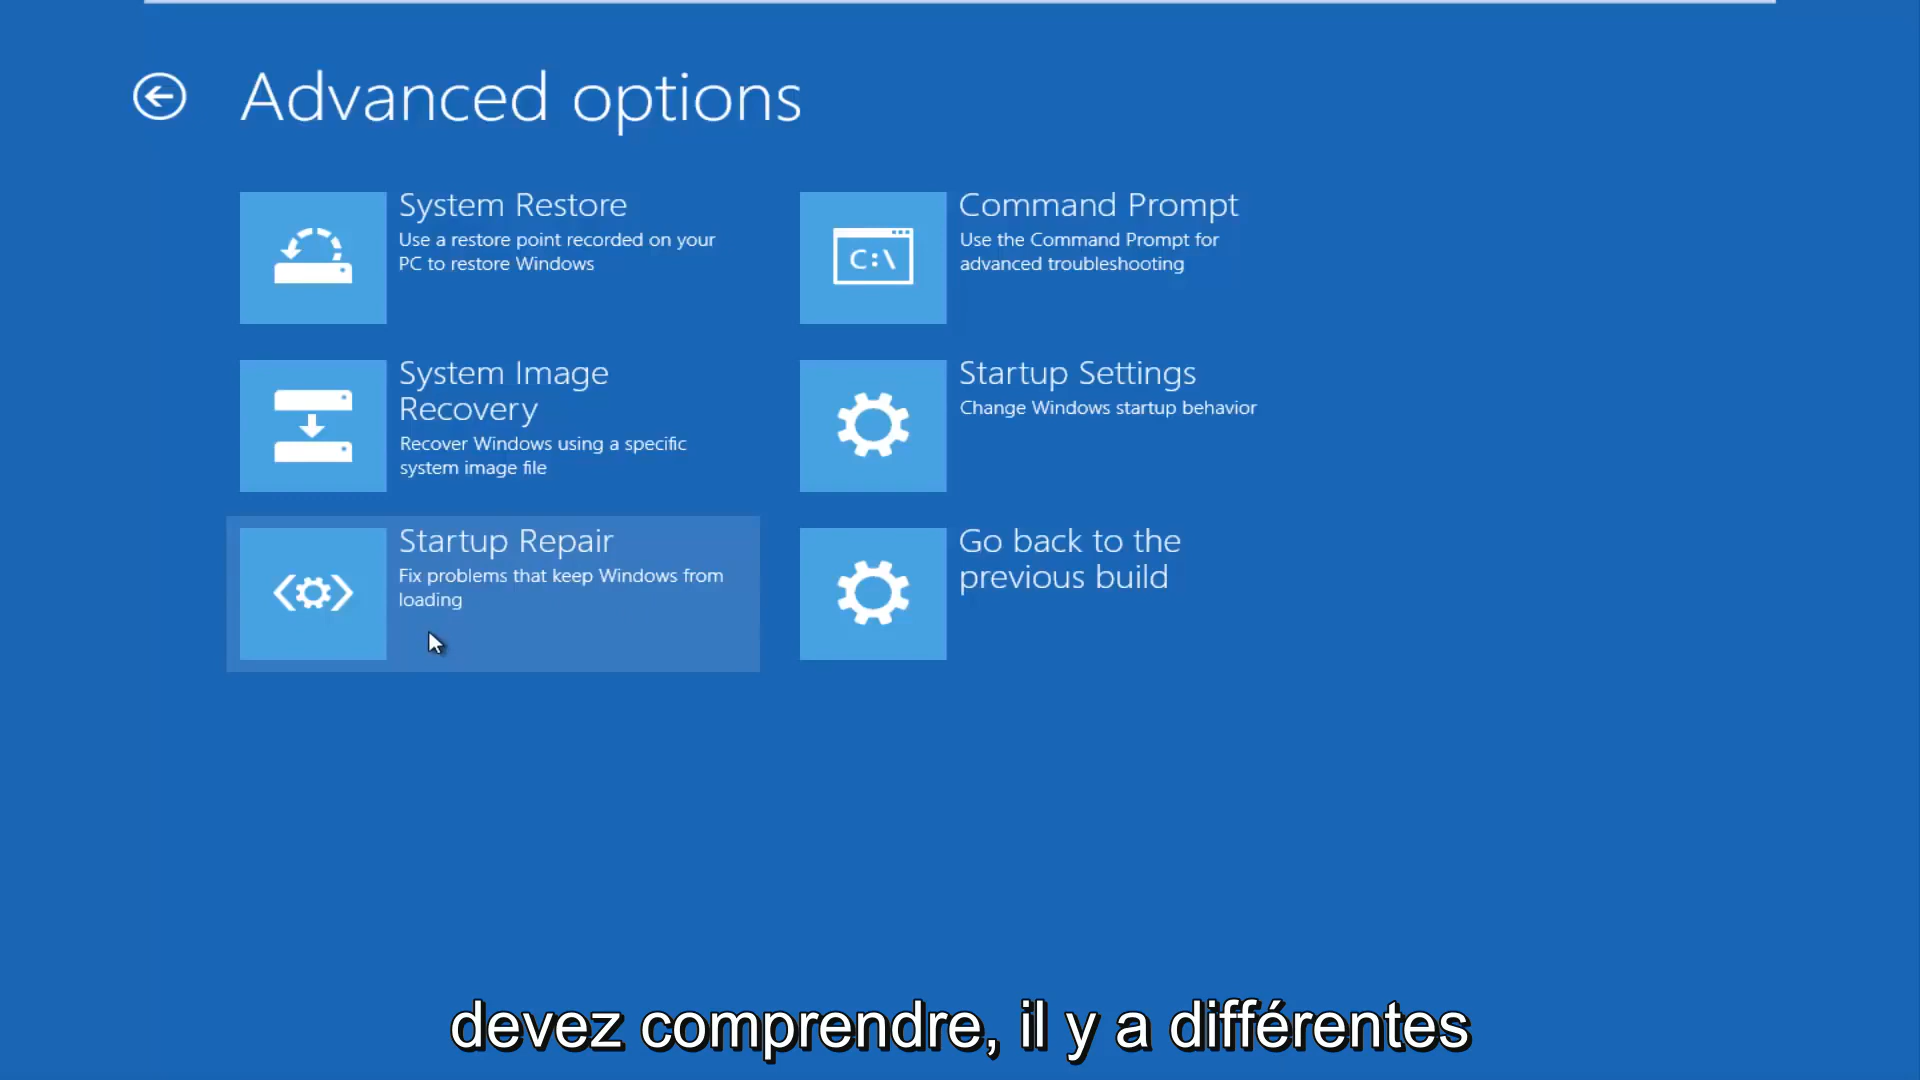 Advanced options
System Restore
Use a restore point recorded on your
PC to restore Windows
Command Prompt
Use the Command Prompt for
advanced troubleshooting
C:\
System Image
Recovery
Recover Windows using a specific
system image file
Startup Settings
Change Windows startup behavior
Startup Repair
Fix problems that keep Windows from
loading
Go back to the
previous build
devez comprendre, il y a différentes